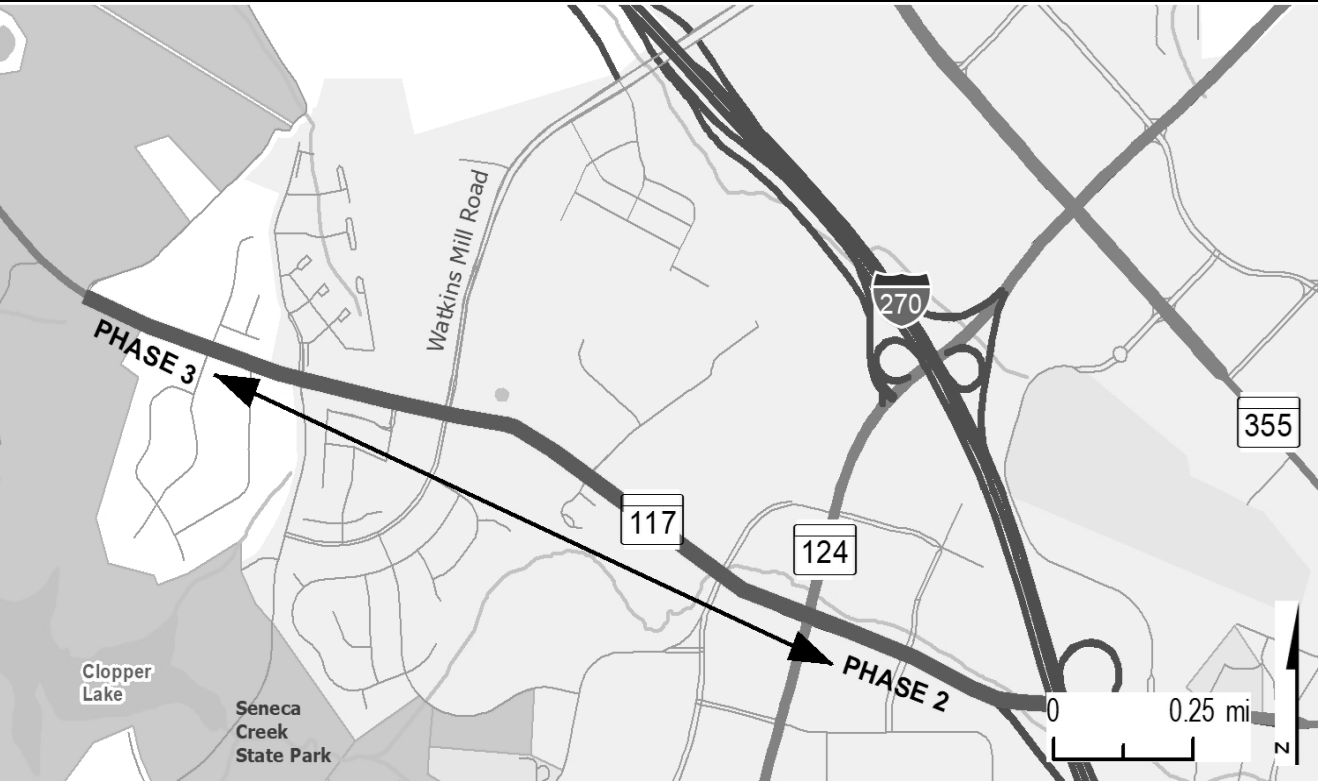 Watkins Mill Road
270
PHASE 3
355
117
124
PHASE 2
Clopper
Lake
Seneca
Creek
State Park
0 0.25 mi
N